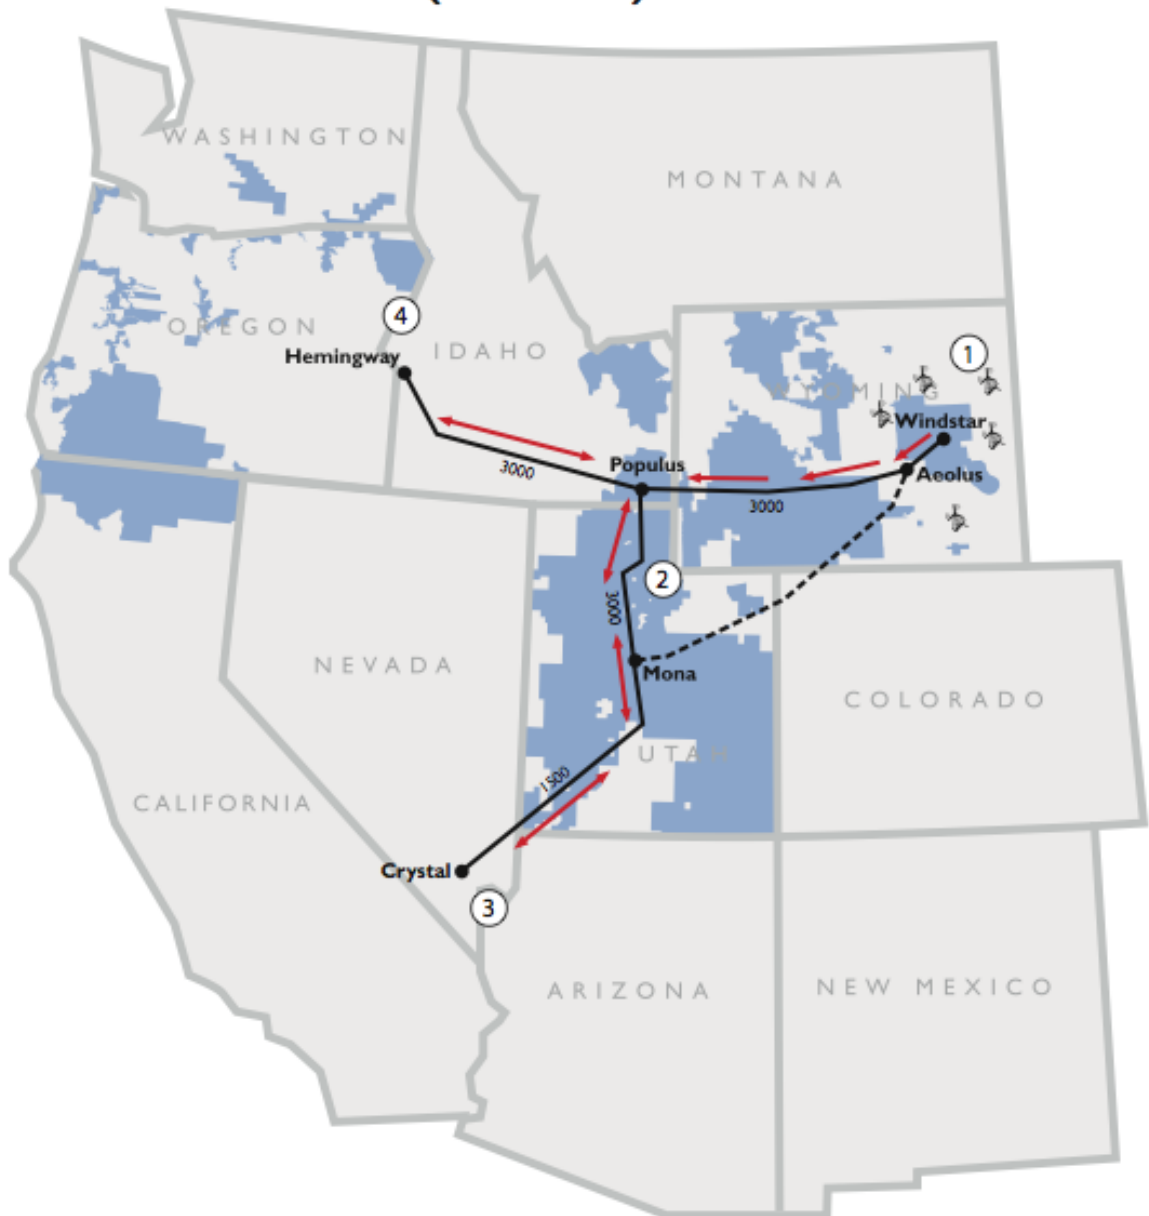 WASHINGTON
MONTANA
4
OREGON
Hemingway
IDAHO
1
WYOMING
Windstar
Populus
3000
Aeolus
3000
2
3000
NEVADA
Mona
COLORADO
UTAH
1500
CALIFORNIA
Crystal
3
ARIZONA
NEW MEXICO